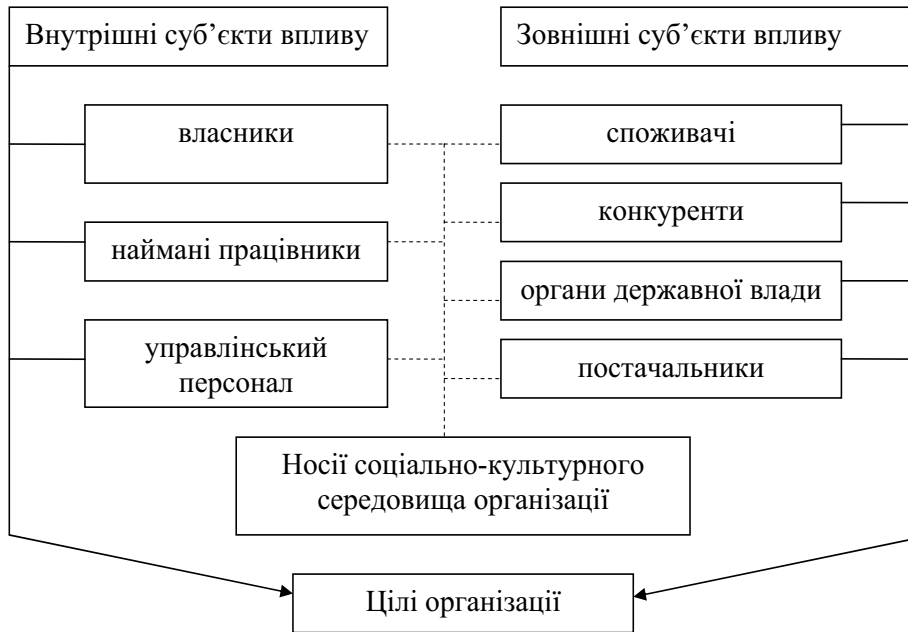 Внутрішні суб’єкти впливу
Зовнішні суб’єкти впливу
власники
наймані працівники
управлінський
персонал
споживачі
конкуренти
органи державної влади
постачальники
Носії соціально-культурного
середовища організації
Цілі організації